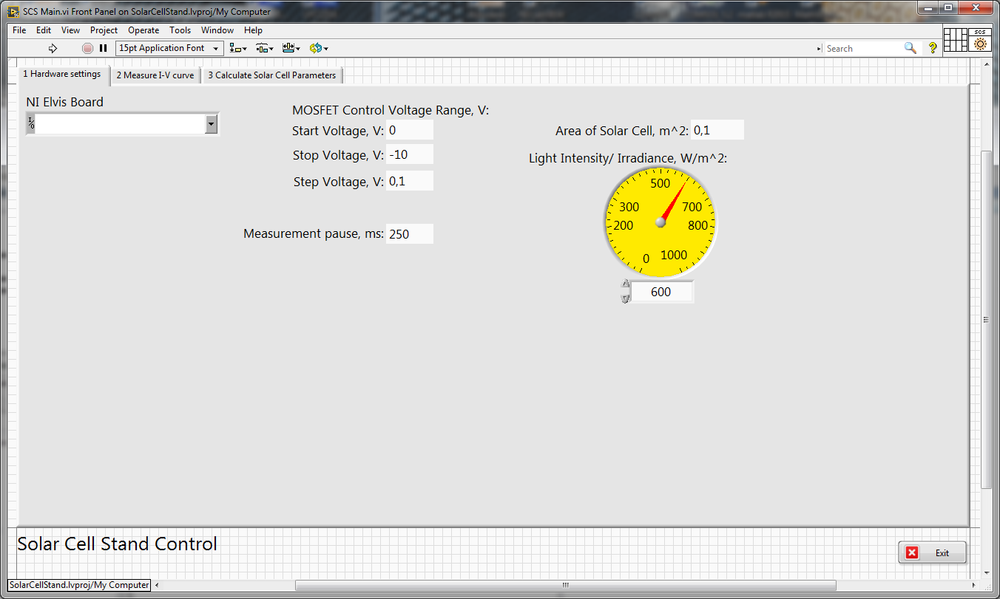 SCS Main.vi Front Panel on SolarCellStand.lvproj/My Computer
File Edit View Project Operate Tools Window Help
15pt Application Font
Search
?
SCS
1 Hardware settings
2 Measure I-V curve
3 Calculate Solar Cell Parameters
NI Elvis Board
I/0
MOSFET Control Voltage Range, V:
Start Voltage, V: 0
Stop Voltage, V: -10
Step Voltage, V: 0,1
Measurement pause, ms: 250
Area of Solar Cell, m^2: 0,1
Light Intensity/ Irradiance, W/m^2:
500
300 700
200 800
0 1000
600
Solar Cell Stand Control
Exit
SolarCellStand.lvproj/My Computer